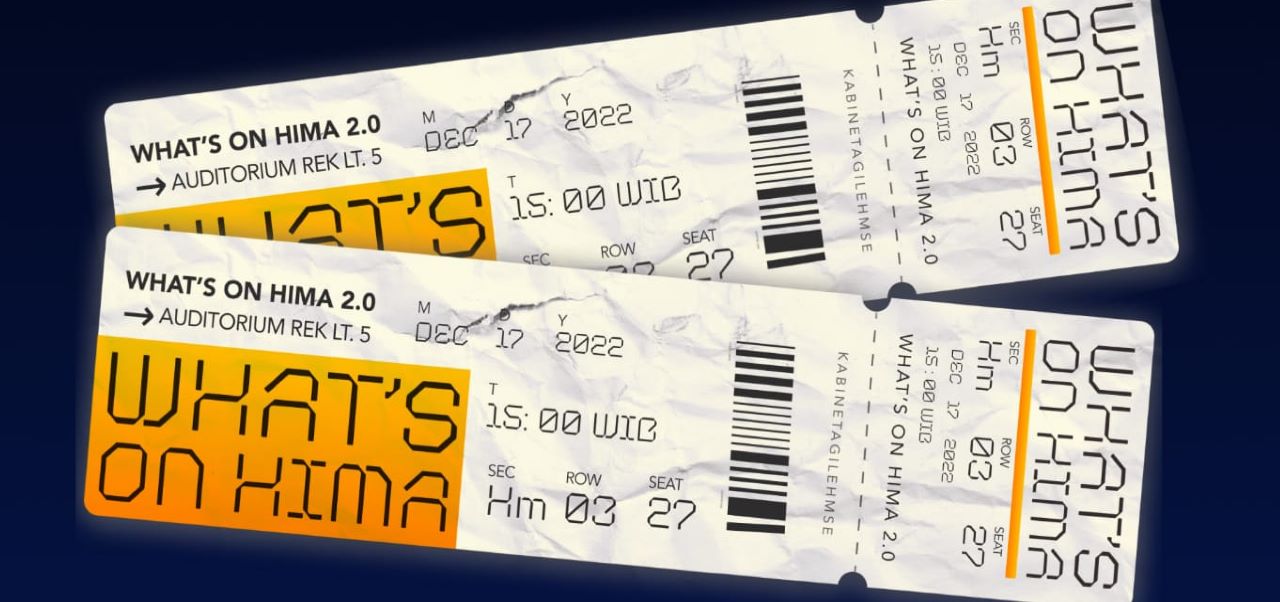 WHAT'S ON HIMA 2.0
→ AUDITORIUM REK LT. 5
M D Y
DEC 17 2022
WHAT'S
T
15:00 WIB
SEC ROW SEAT
27
KABINETAGILEHMSE
WHAT'S ON HIMA 2.0
15:00 WIB
DEC 17 2022
SEC ROW SEAT
Hm 03 27
WHAT'S
ON HIMA
WHAT'S ON HIMA 2.0
→ AUDITORIUM REK LT. 5
M D Y
DEC 17 2022
WHAT'S
ON HIMA
T
15:00 WIB
SEC ROW SEAT
Hm 03 27
KABINETAGILEHMSE
WHAT'S ON HIMA 2.0
15:00 WIB
DEC 17 2022
SEC ROW SEAT
Hm 03 27
WHAT'S
ON HIMA